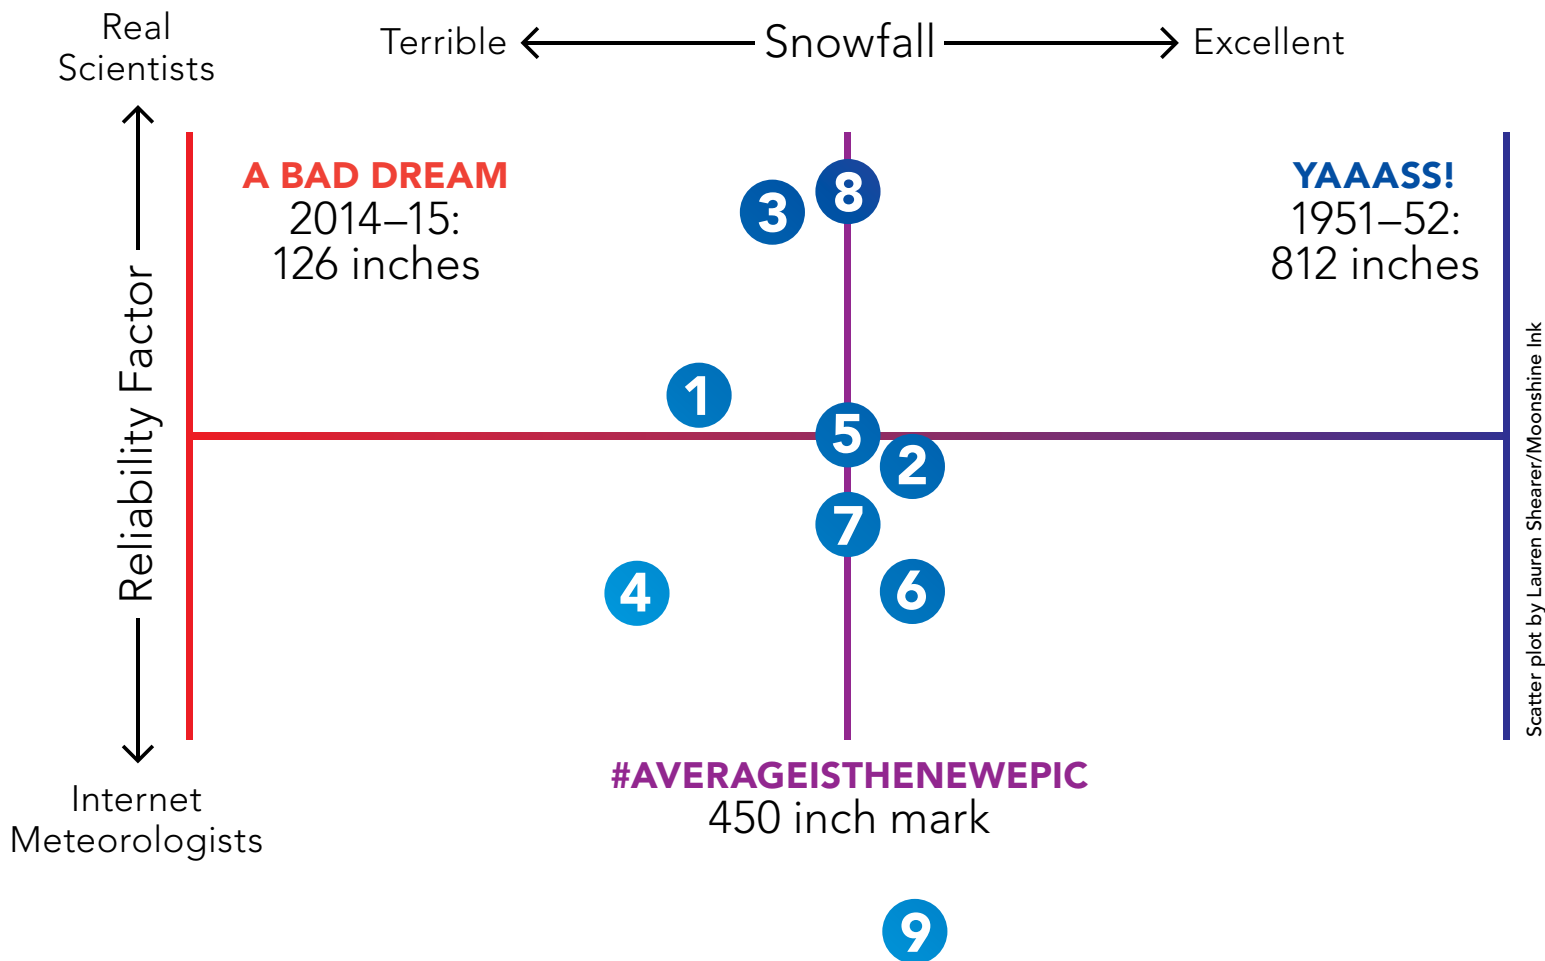 Real
Scientists
Terrible
Snowfall
Excellent
A BAD DREAM
2014–15:
126 inches
YAAASS!
1951–52:
812 inches
Reliability Factor
3
8
1
5
2
7
4
6
Scatter plot by Lauren Shearer/Moonshine Ink
Internet
Meteorologists
#AVERAGEISTHENEWEPIC
450 inch mark
9